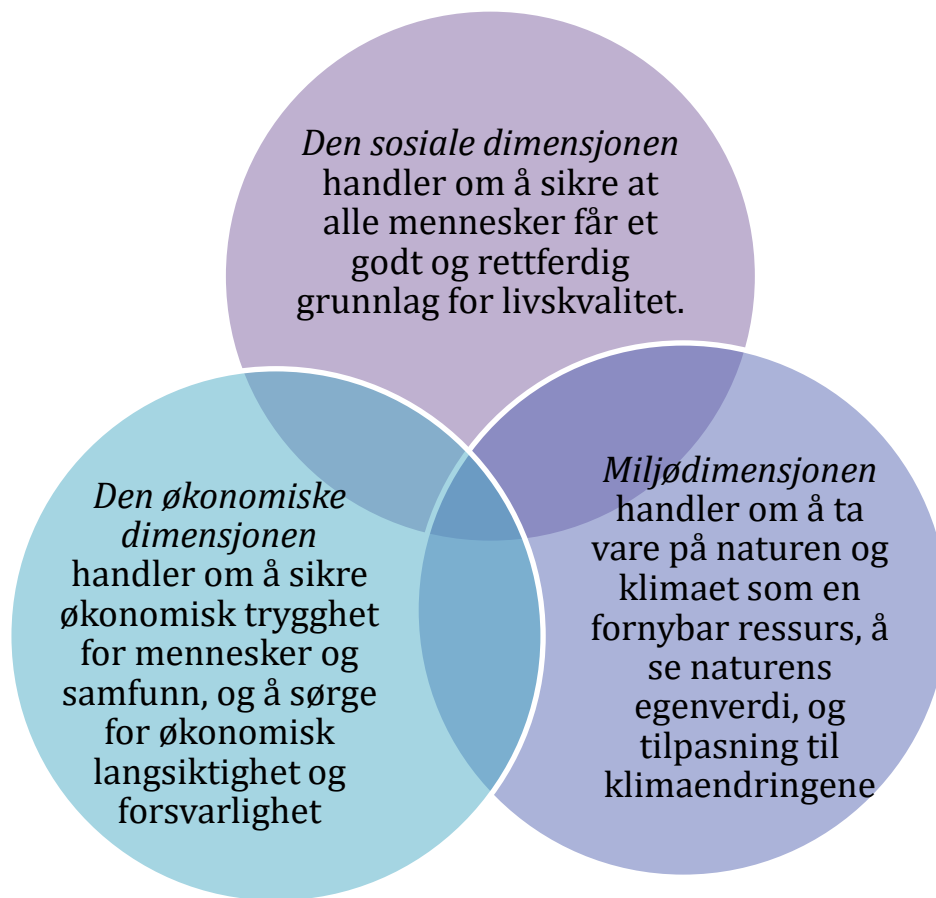 Den sosiale dimensjonen
handler om å sikre at
alle mennesker får et
godt og rettferdig
grunnlag for livskvalitet.
Den økonomiske
dimensjonen
handler om å sikre
økonomisk trygghet
for mennesker og
samfunn, og å sørge
for økonomisk
langsiktighet og
forsvarlighet
Miljødimensjonen
handler om å ta
vare på naturen og
klimaet som en
fornybar ressurs, å
se naturens
egenverdi, og
tilpasning til
klimaendringene